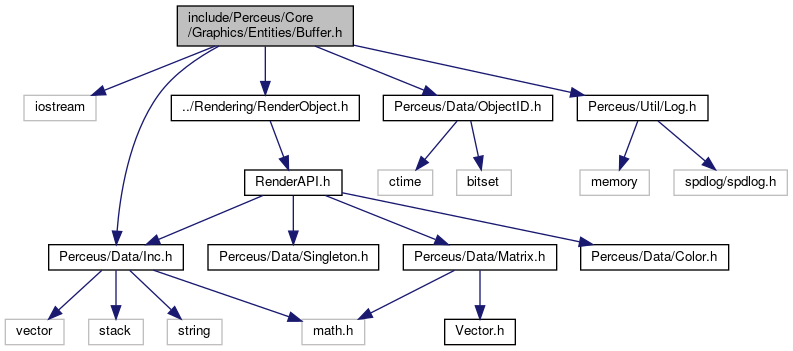 include/Perceus/Core
/Graphics/Entities/Buffer.h
iostream
../Rendering/RenderObject.h
Perceus/Data/ObjectID.h
Perceus/Util/Log.h
RenderAPI.h
ctime
bitset
memory
spdlog/spdlog.h
Perceus/Data/Inc.h
Perceus/Data/Singleton.h
Perceus/Data/Matrix.h
Perceus/Data/Color.h
vector
stack
string
math.h
Vector.h